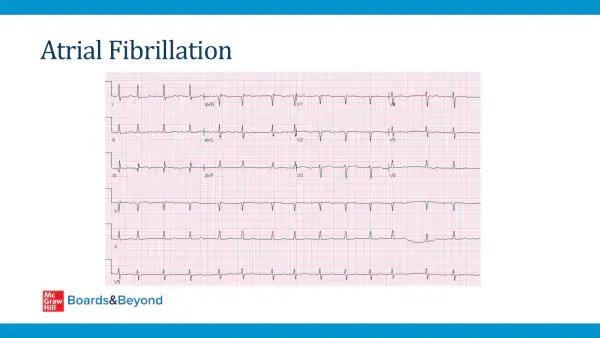 Atrial Fibrillation
I aVR V1 V4
II aVL V2 V5
III aVF V3 V6
V1
II
V5
Mc
Graw
Hill
Boards&Beyond